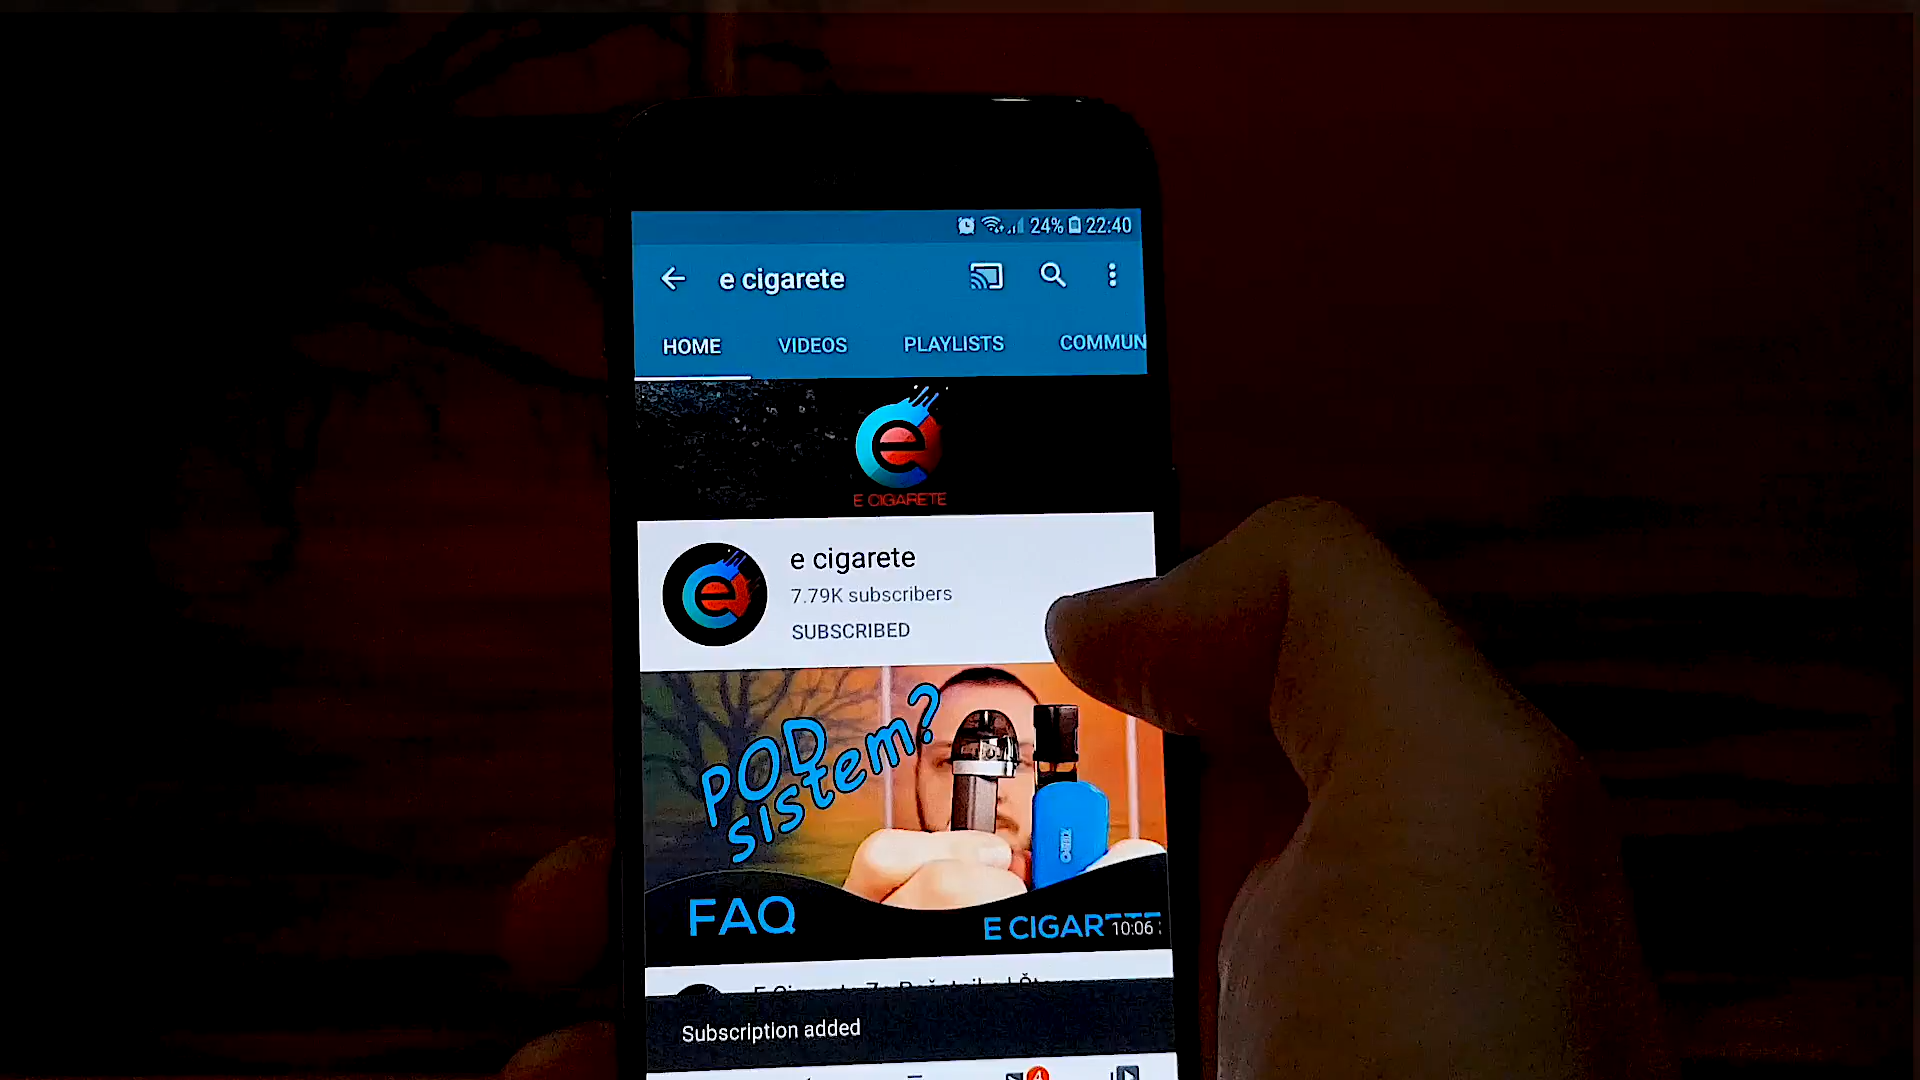 24% 22:40
e cigarete
HOME VIDEOS PLAYLISTS COMMUN
e
E CIGARETE
e
e cigarete
7.79K subscribers
SUBSCRIBED
POD
sistem?
FAQ
E CIGAR
10:06
Subscription added
4